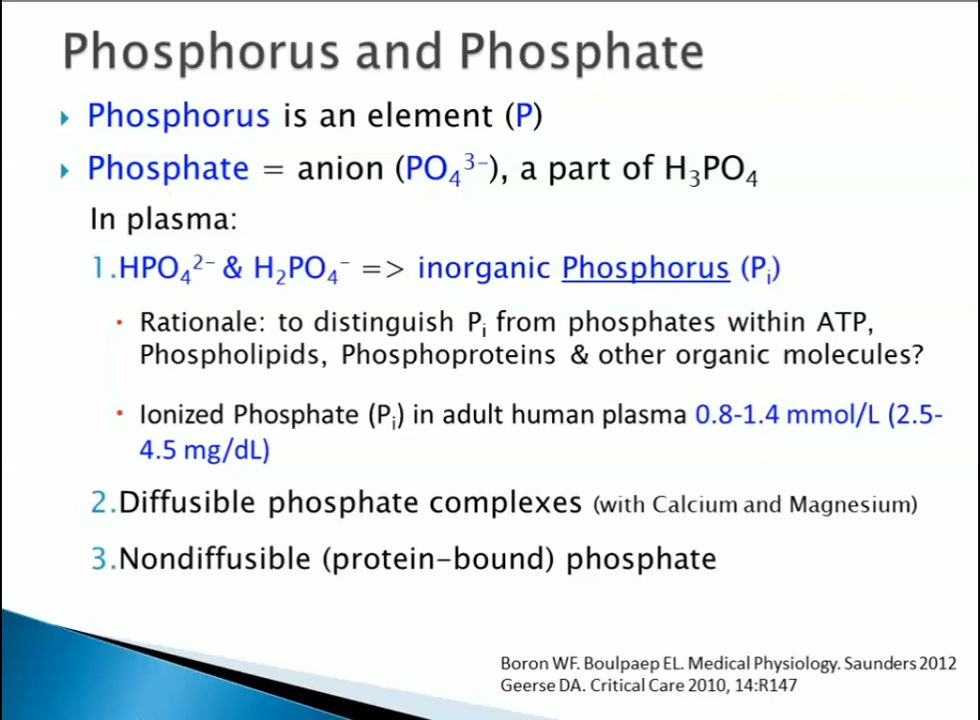 Phosphorus and Phosphate
Phosphorus is an element (P)
Phosphate = anion (PO₄³⁻), a part of H₃PO₄
In plasma:
1.HPO₄²⁻ & H₂PO₄⁻ => inorganic Phosphorus (Pᵢ)
• Rationale: to distinguish Pᵢ from phosphates within ATP,
Phospholipids, Phosphoproteins & other organic molecules?
• Ionized Phosphate (Pᵢ) in adult human plasma 0.8-1.4 mmol/L (2.5-
4.5 mg/dL)
2.Diffusible phosphate complexes (with Calcium and Magnesium)
3.Nondiffusible (protein-bound) phosphate
Boron WF. Boulpaep EL. Medical Physiology. Saunders 2012
Geerse DA. Critical Care 2010, 14:R147